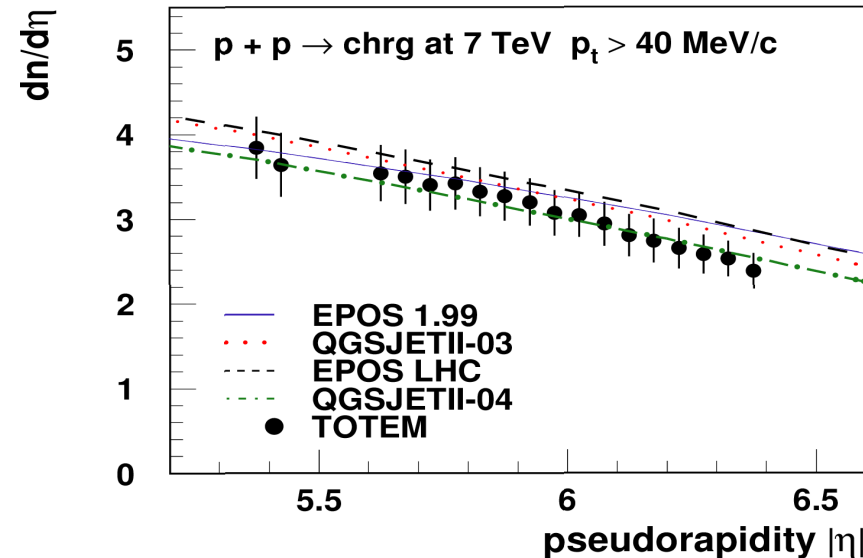 dn/dη
p + p → chrg at 7 TeV  p_t > 40 MeV/c
5
4
3
2
1
0
EPOS 1.99
QGSJETII-03
EPOS LHC
QGSJETII-04
TOTEM
5.5 6 6.5
pseudorapidity |η|